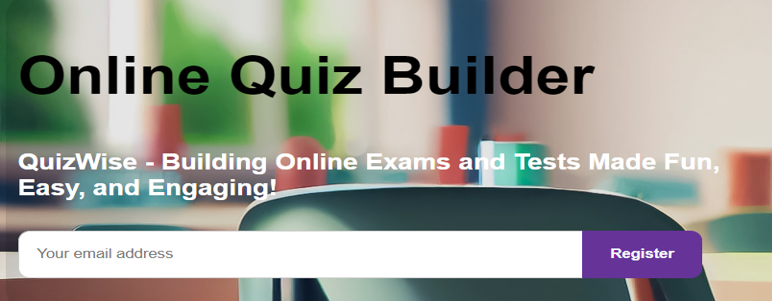 Online Quiz Builder
QuizWise - Building Online Exams and Tests Made Fun,
Easy, and Engaging!
Your email address
Register